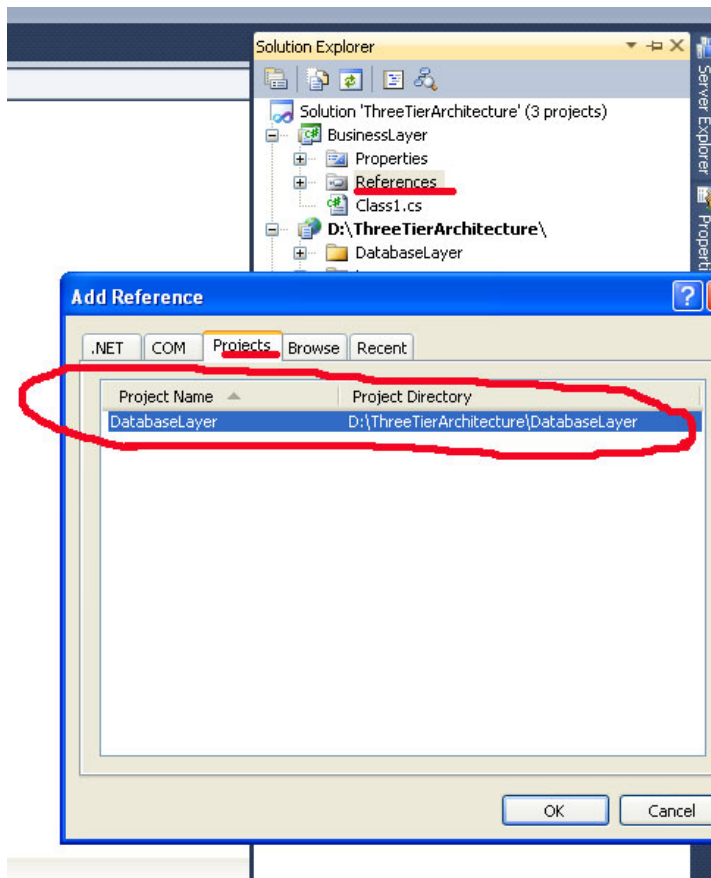 Solution Explorer
Solution 'ThreeTierArchitecture' (3 projects)
BusinessLayer
Properties
References
Class1.cs
D:\ThreeTierArchitecture\
DatabaseLayer
Server Explorer
Add Reference
.NET COM Projects Browse Recent
Project Name Project Directory
DatabaseLayer D:\ThreeTierArchitecture\DatabaseLayer
OK Cancel